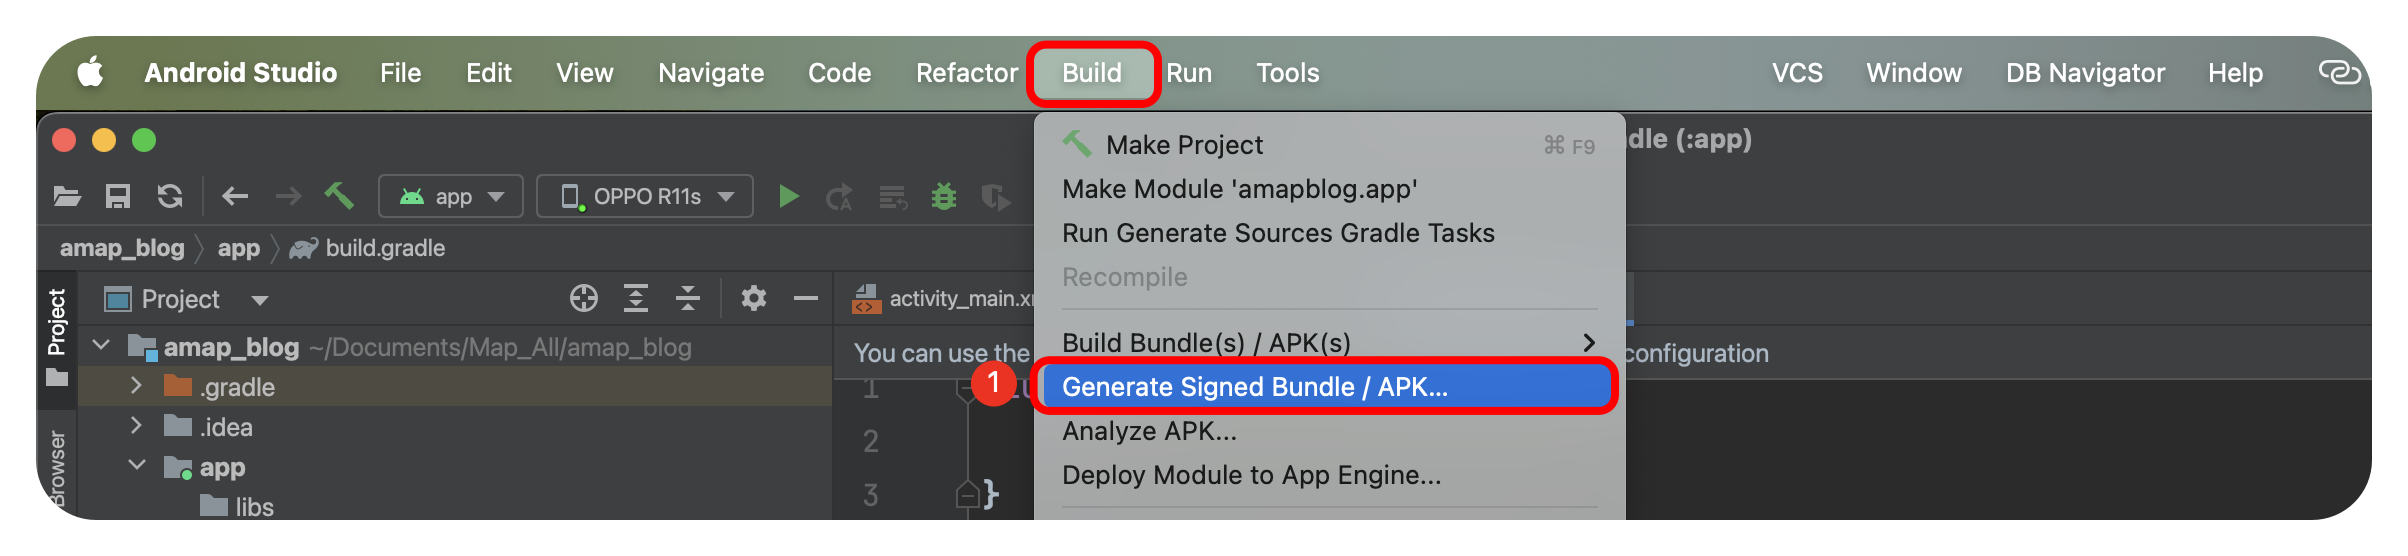 Android Studio File Edit View Navigate Code Refactor Build Run Tools VCS Window DB Navigator Help
Make Project ⌘ F9
dle (:app)
Make Module 'amapblog.app'
app OPPO R11s
Run Generate Sources Gradle Tasks
amap_blog app build.gradle
Recompile
Project
Project
activity_main.x
Build Bundle(s) / APK(s)
amap_blog ~/Documents/Map_All/amap_blog
You can use the
configuration
1
Generate Signed Bundle / APK...
.gradle
1
Analyze APK...
.idea
2
Deploy Module to App Engine...
app
Browser
3 }
libs